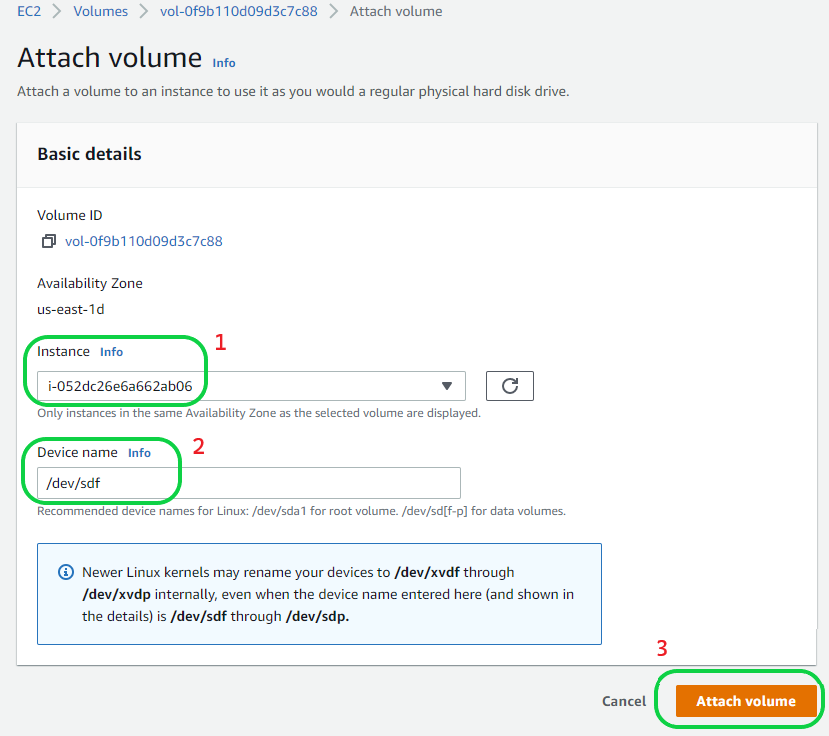 EC2 > Volumes > vol-0f9b110d09d3c7c88 > Attach volume
Attach volume Info
Attach a volume to an instance to use it as you would a regular physical hard disk drive.
Basic details
Volume ID
vol-0f9b110d09d3c7c88
Availability Zone
us-east-1d
Instance Info 1
i-052dc26e6a662ab06
Only instances in the same Availability Zone as the selected volume are displayed.
Device name Info 2
/dev/sdf
Recommended device names for Linux: /dev/sda1 for root volume. /dev/sd[f-p] for data volumes.
Newer Linux kernels may rename your devices to /dev/xvdf through
/dev/xvdp internally, even when the device name entered here (and shown in
the details) is /dev/sdf through /dev/sdp.
3
Cancel Attach volume